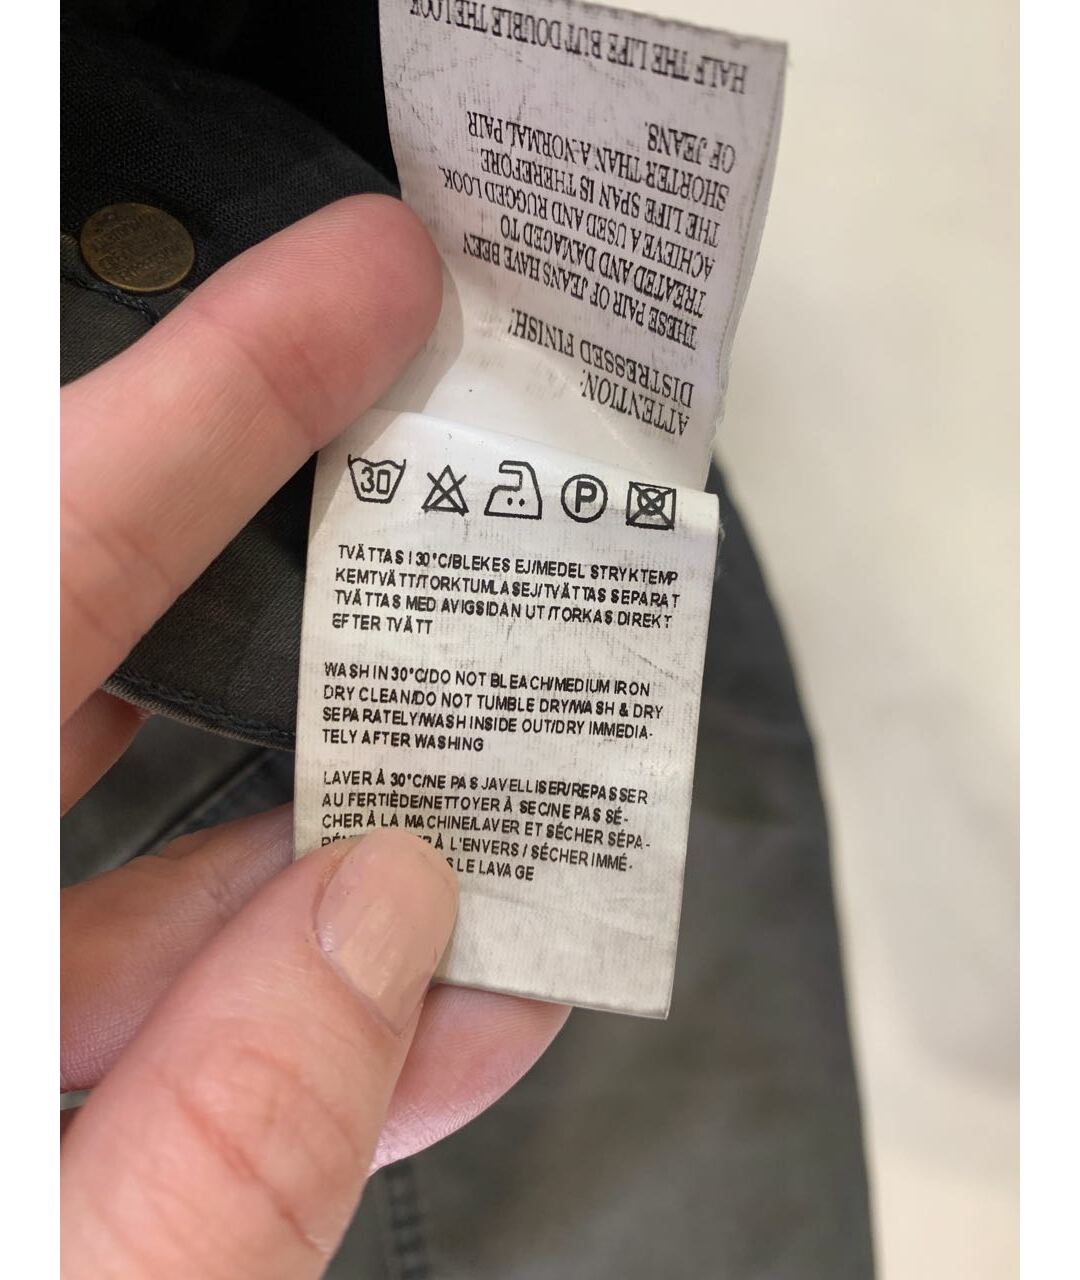 HALF THE LIFE BUT DOUBLE THE LOOK
ATTENTION:
DISTRESSED FINISH!
THESE PAIR OF JEANS HAVE BEEN
TREATED AND DAMAGED TO
ACHIEVE A USED AND RUGGED LOOK.
THE LIFE SPAN IS THEREFORE
SHORTER THAN A NORMAL PAIR
OF JEANS.
30 P
TVÄTTAS I 30°C/BLEKES EJ/MEDEL STRYKTEMP
KEMTVÄTT/TORKTUMLAS EJ/TVÄTTAS SEPARAT
TVÄTTAS MED AVIGSIDAN UT/TORKAS DIREKT
EFTER TVÄTT
WASH IN 30°C/DO NOT BLEACH/MEDIUM IRON
DRY CLEAN/DO NOT TUMBLE DRY/WASH & DRY
SEPARATELY/WASH INSIDE OUT/DRY IMMEDIA-
TELY AFTER WASHING
LAVER À 30°C/NE PAS JAVELLISER/REPASSER
AU FER TIÈDE/NETTOYER À SEC/NE PAS SÉ-
CHER À LA MACHINE/LAVER ET SÉCHER SÉPA-
À L'ENVERS / SÉCHER IMMÉ-
S LE LAVAGE